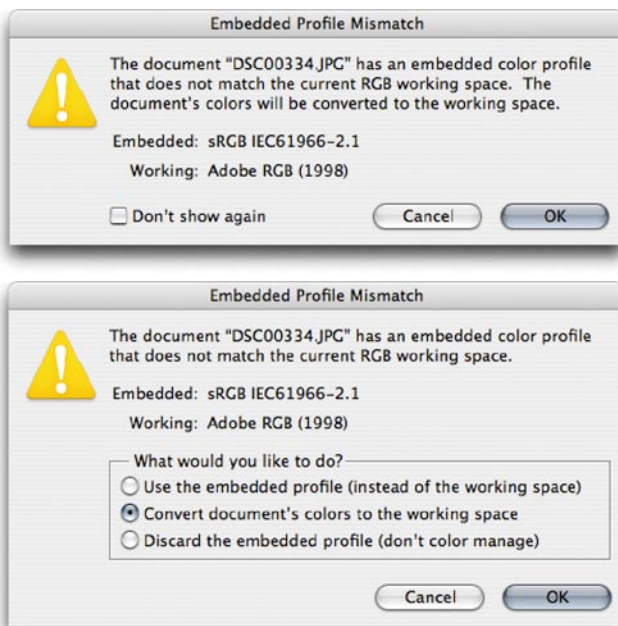 Embedded Profile Mismatch
The document "DSC00334.JPG" has an embedded color profile
that does not match the current RGB working space. The
document's colors will be converted to the working space.
Embedded: sRGB IEC61966-2.1
Working: Adobe RGB (1998)
Don't show again
Cancel
OK
Embedded Profile Mismatch
The document "DSC00334.JPG" has an embedded color profile
that does not match the current RGB working space.
Embedded: sRGB IEC61966-2.1
Working: Adobe RGB (1998)
What would you like to do?
Use the embedded profile (instead of the working space)
Convert document's colors to the working space
Discard the embedded profile (don't color manage)
Cancel
OK